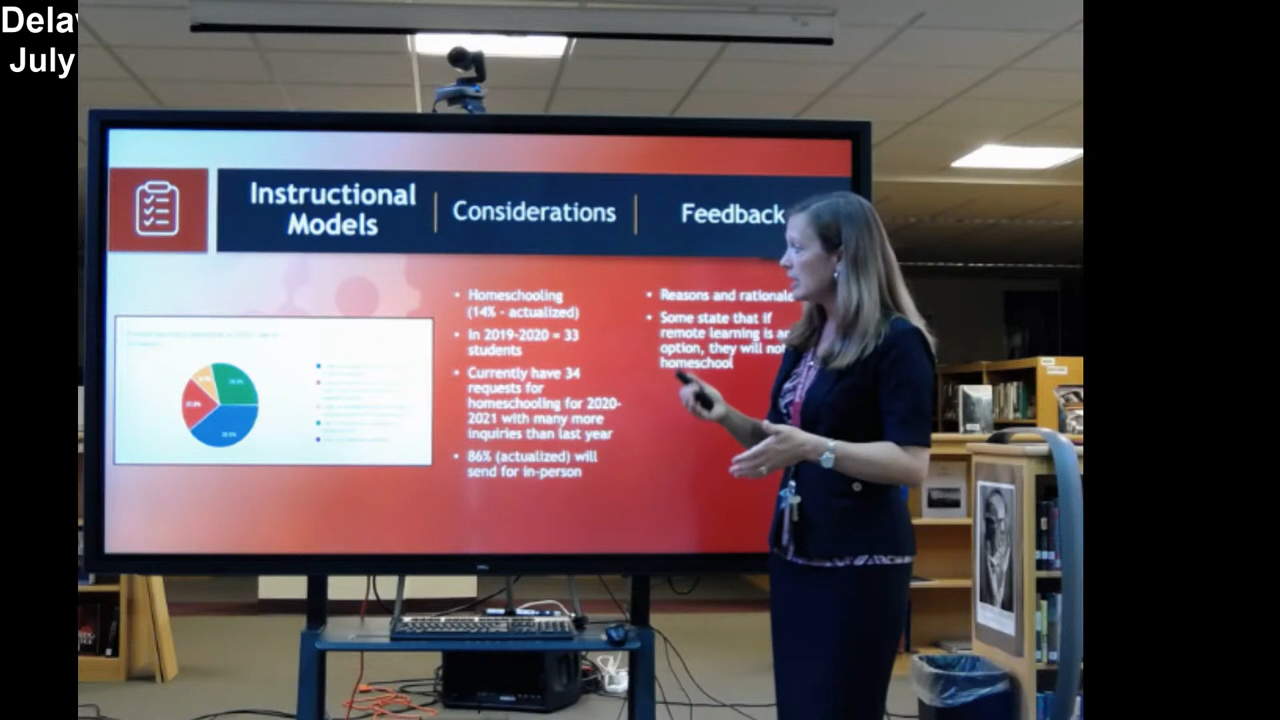 July
Instructional
Models
Considerations
Feedback
Homeschooling
(14% - actualized)
In 2019-2020 = 33
students
Currently have 34
requests for
homeschooling for 2020-
2021 with many more
inquiries than last year
86% (actualized) will
send for in-person
Reasons and rationale
Some state that if
remote learning is
option, they will not
homeschool
DELL